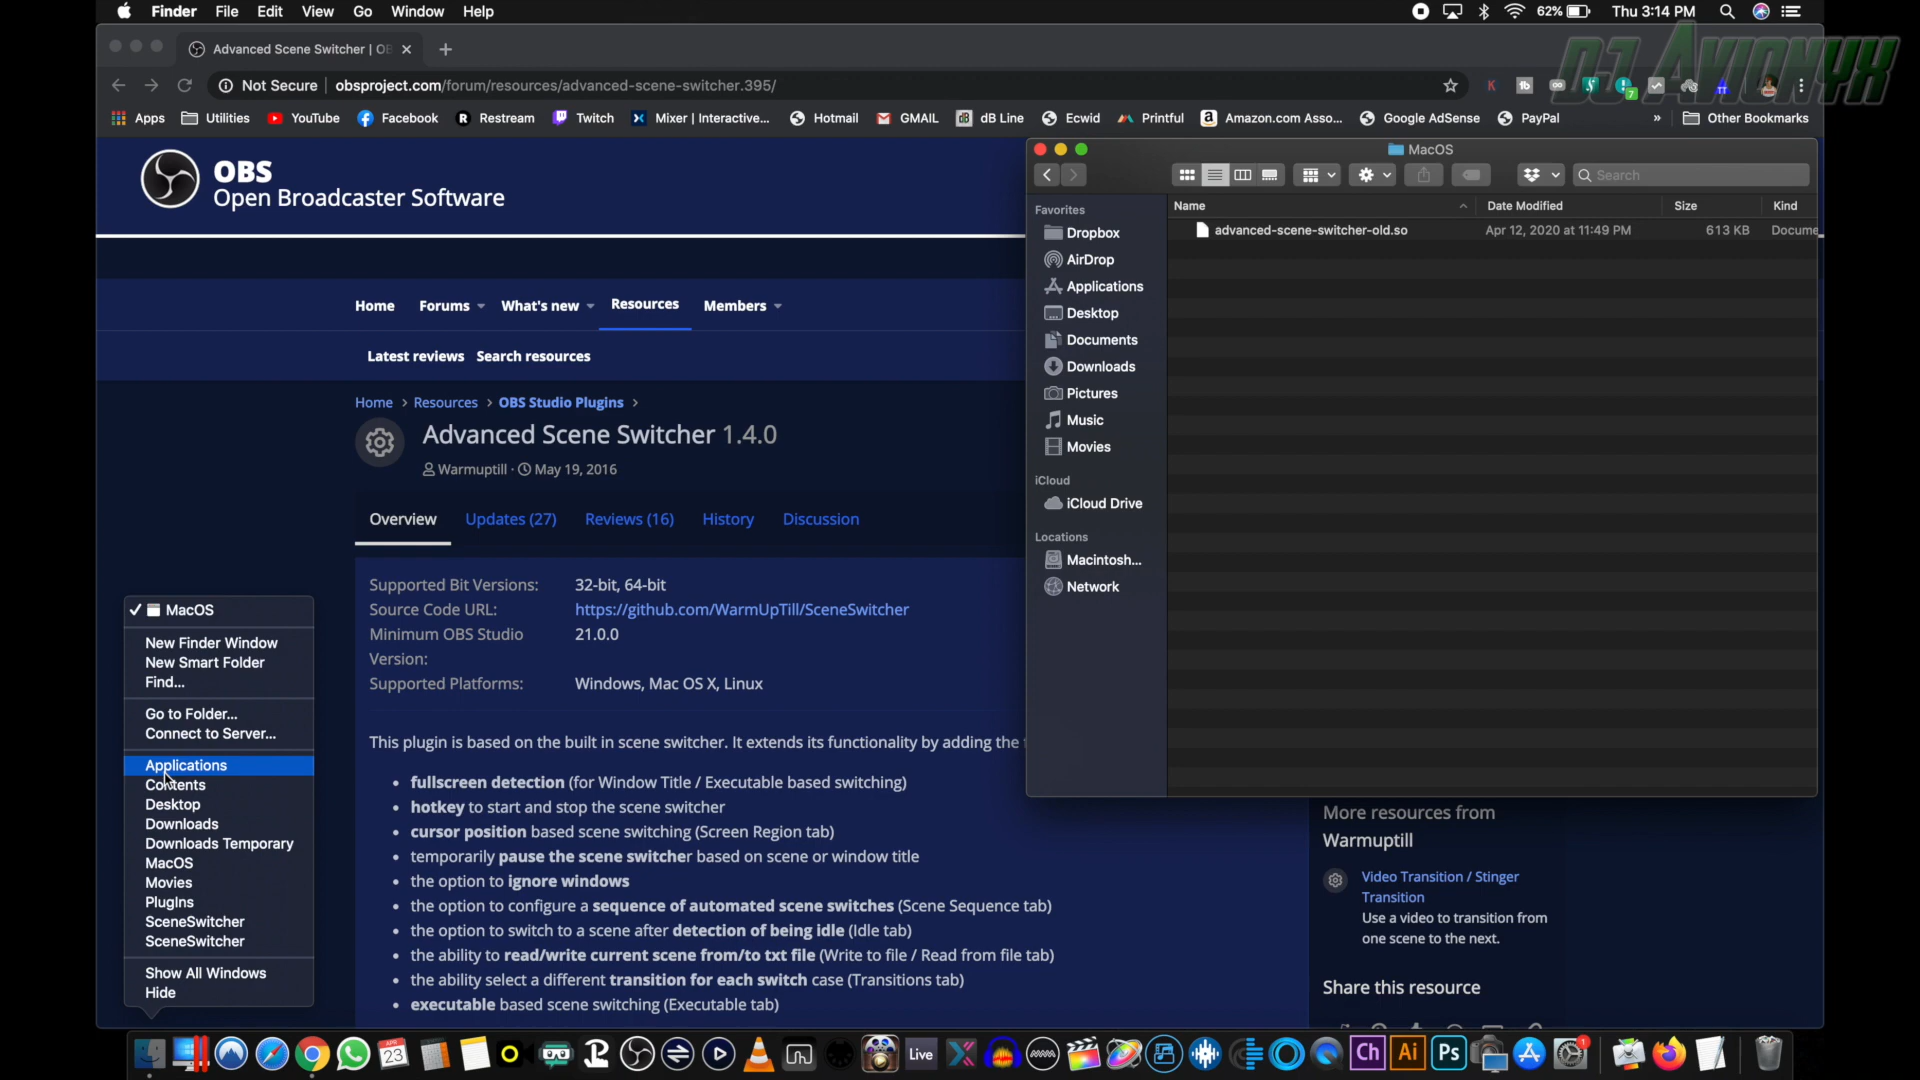 Finder File Edit View Go Window Help
62% Thu 3:14 PM
DJ AVIONYX
Advanced Scene Switcher | OB
Not Secure | obsproject.com/forum/resources/advanced-scene-switcher.395/
Apps Utilities YouTube Facebook Restream Twitch Mixer | Interactive... Hotmail GMAIL dB Line Ecwid Printful Amazon.com Asso... Google AdSense PayPal » Other Bookmarks
OBS
Open Broadcaster Software
Home Forums What's new Resources Members
Latest reviews Search resources
Home > Resources > OBS Studio Plugins >
Advanced Scene Switcher 1.4.0
Warmuptill · May 19, 2016
Overview Updates (27) Reviews (16) History Discussion
Supported Bit Versions: 32-bit, 64-bit
Source Code URL: https://github.com/WarmUpTill/SceneSwitcher
Minimum OBS Studio 21.0.0
Version:
Supported Platforms: Windows, Mac OS X, Linux
This plugin is based on the built in scene switcher. It extends its functionality by adding the f
• fullscreen detection (for Window Title / Executable based switching)
• hotkey to start and stop the scene switcher
• cursor position based scene switching (Screen Region tab)
• temporarily pause the scene switcher based on scene or window title
• the option to ignore windows
• the option to configure a sequence of automated scene switches (Scene Sequence tab)
• the option to switch to a scene after detection of being idle (Idle tab)
• the ability to read/write current scene from/to txt file (Write to file / Read from file tab)
• the ability select a different transition for each switch case (Transitions tab)
• executable based scene switching (Executable tab)
MacOS
Search
Name Date Modified Size Kind
advanced-scene-switcher-old.so Apr 12, 2020 at 11:49 PM 613 KB Docume
Favorites
Dropbox
AirDrop
Applications
Desktop
Documents
Downloads
Pictures
Music
Movies
iCloud
iCloud Drive
Locations
Macintosh...
Network
More resources from
Warmuptill
Video Transition / Stinger
Transition
Use a video to transition from
one scene to the next.
Share this resource
✓ MacOS
New Finder Window
New Smart Folder
Find...
Go to Folder...
Connect to Server...
Applications
Contents
Desktop
Downloads
Downloads Temporary
MacOS
Movies
PlugIns
SceneSwitcher
SceneSwitcher
Show All Windows
Hide
APR
23
Live
Ch
Ai
Ps
1